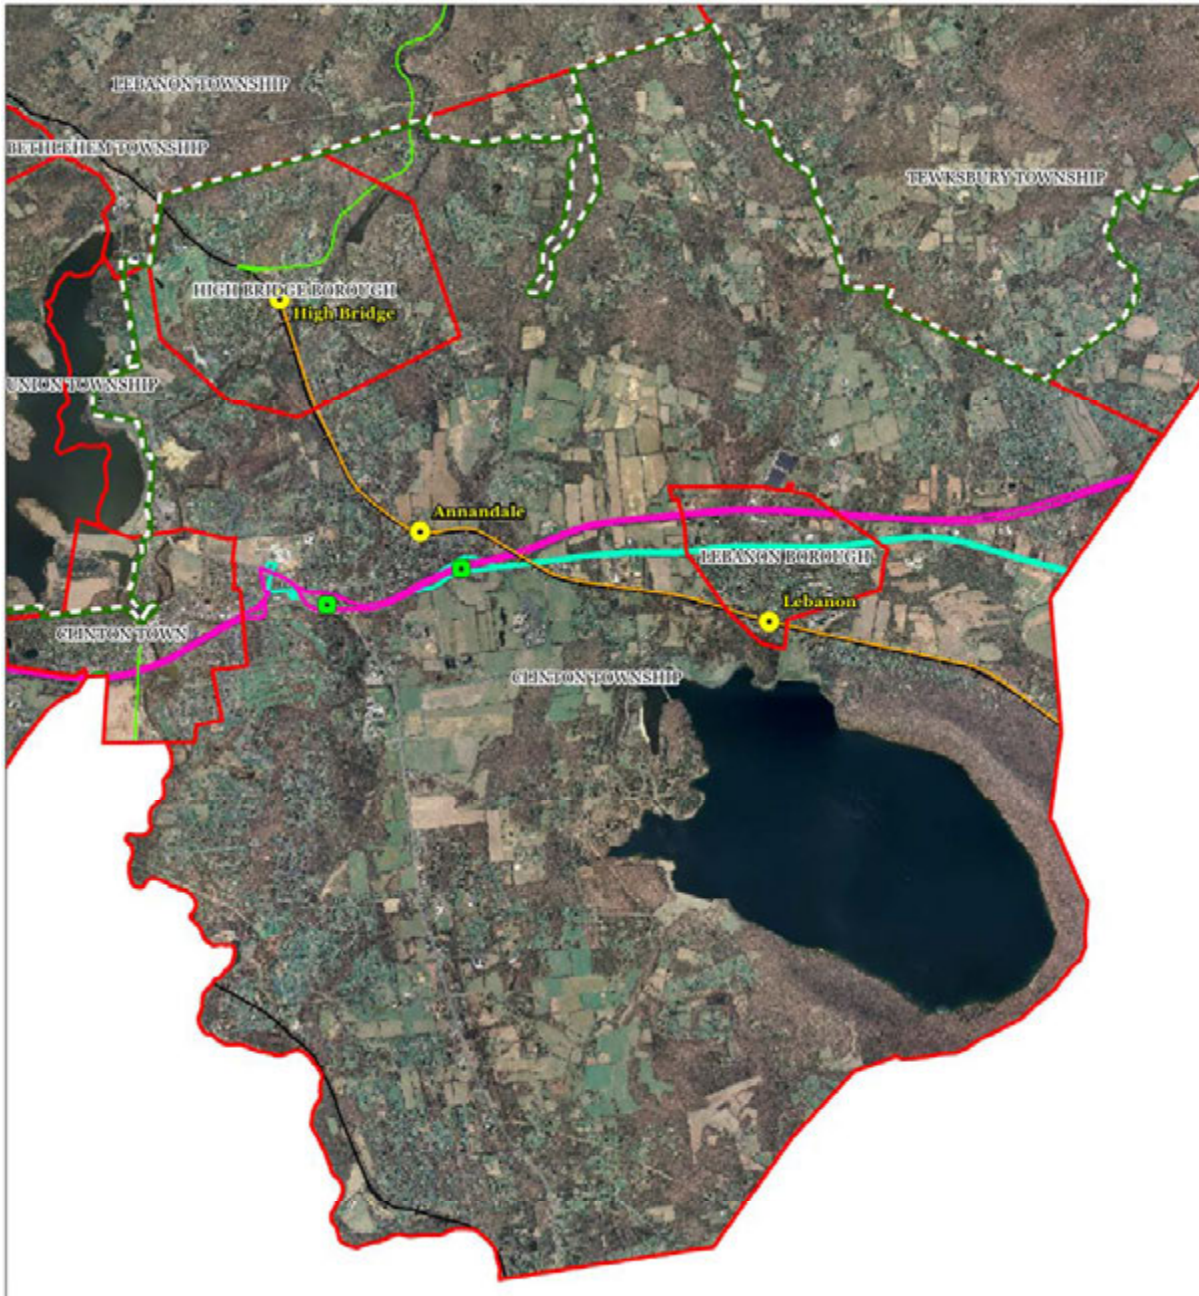 LEBANON TOWNSHIP
BETHLEHEM TOWNSHIP
TEWKSBURY TOWNSHIP
HIGH BRIDGE BOROUGH
High Bridge
UNION TOWNSHIP
Annandale
LEBANON BOROUGH
Lebanon
CLINTON TOWN
CLINTON TOWNSHIP